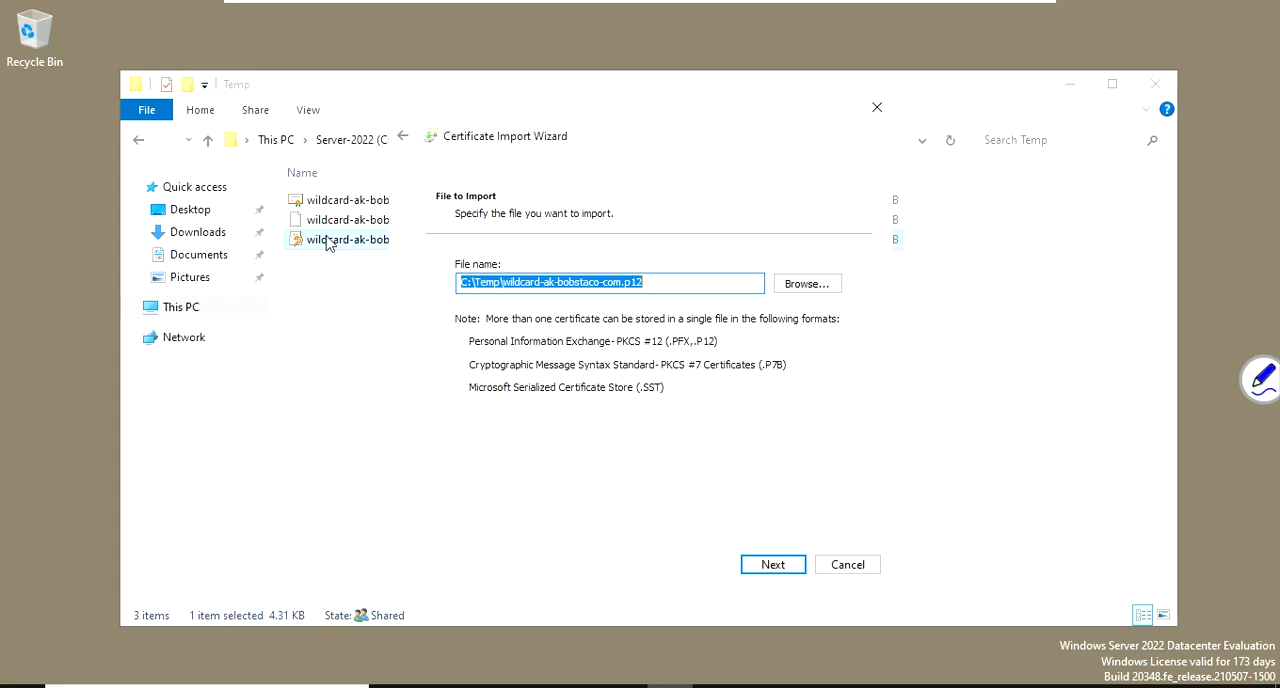 Recycle Bin
Temp
File Home Share View
This PC > Server-2022 (C:
Certificate Import Wizard
Search Temp
Name
Quick access
Desktop
Downloads
Documents
Pictures
This PC
Network
wildcard-ak-bob
wildcard-ak-bob
wildcard-ak-bob
B
B
B
File to Import
Specify the file you want to import.
File name:
C:\Temp\wildcard-ak-bobstaco-com.p12
Browse...
Note: More than one certificate can be stored in a single file in the following formats:
Personal Information Exchange- PKCS #12 (.PFX,.P12)
Cryptographic Message Syntax Standard- PKCS #7 Certificates (.P7B)
Microsoft Serialized Certificate Store (.SST)
Next Cancel
3 items 1 item selected 4.31 KB State: Shared
Windows Server 2022 Datacenter Evaluation
Windows License valid for 173 days
Build 20348.fe_release.210507-1500